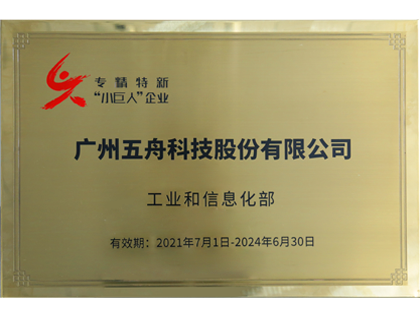 专精特新
“小巨人”企业
广州五舟科技股份有限公司
工业和信息化部
有效期：2021年7月1日-2024年6月30日